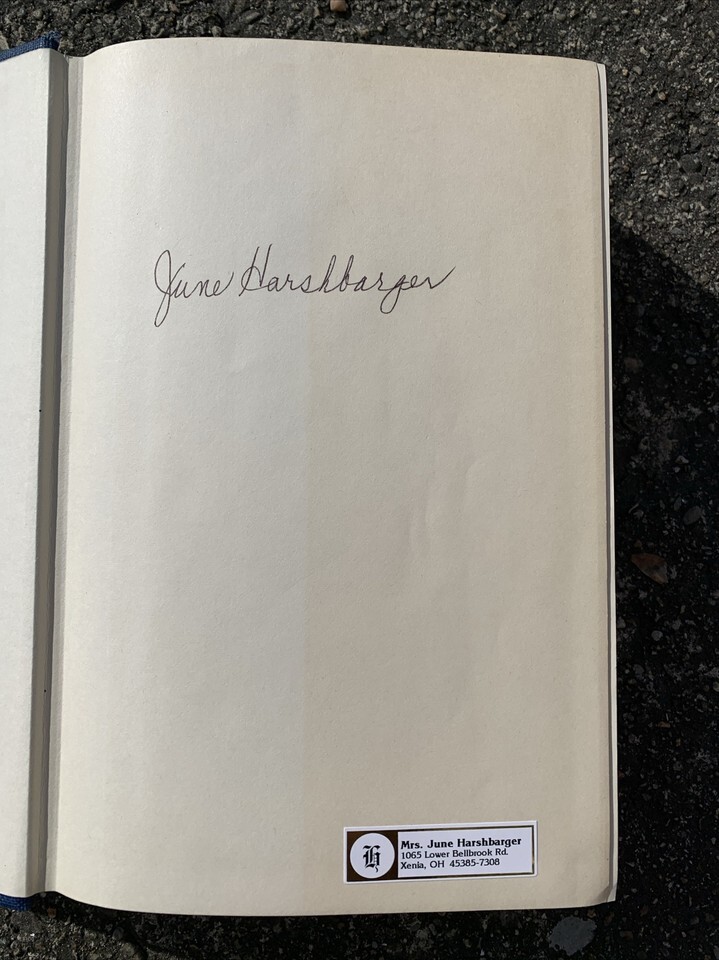 June Harshbarger
H
Mrs. June Harshbarger
1065 Lower Bellbrook Rd.
Xenia, OH 45385-7308